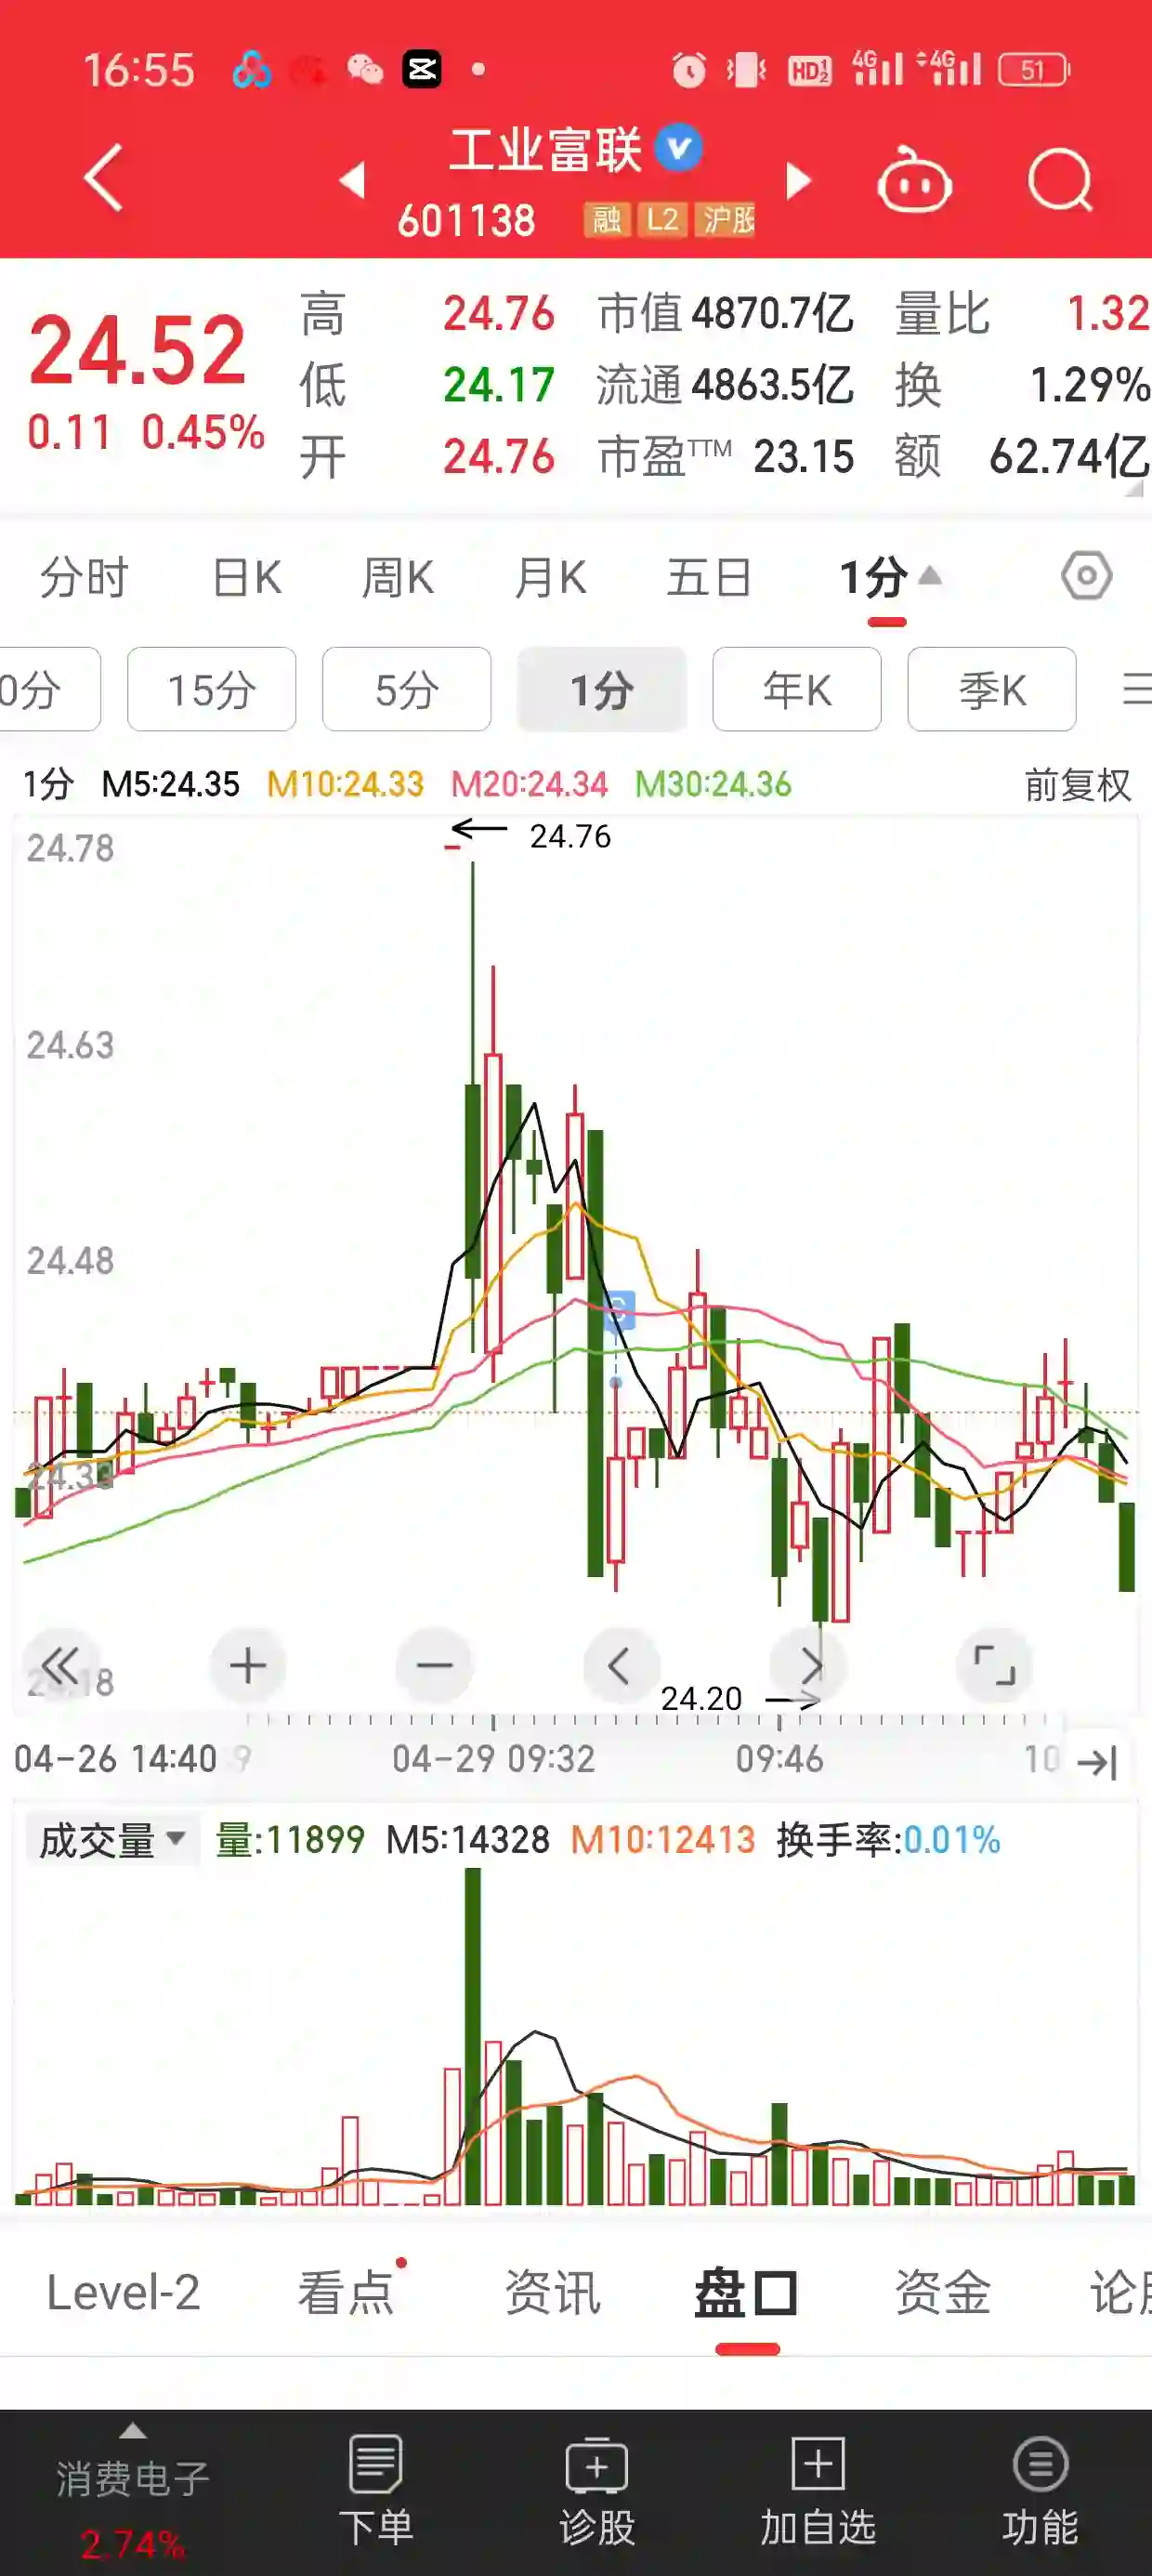 16:55 HD 1 2 4G 4G 51
工业富联
601138 融 L2 沪股
24.52
0.11 0.45%
高 24.76 市值 4870.7亿 量比 1.32
低 24.17 流通 4863.5亿 换 1.29%
开 24.76 市盈TTM 23.15 额 62.74亿
分时 日K 周K 月K 五日 1分
0分 15分 5分 1分 年K 季K
1分 M5:24.35 M10:24.33 M20:24.34 M30:24.36 前复权
24.76
24.78
24.63
24.48
24.33
24.18
24.20
04-26 14:40 04-29 09:32 09:46 10
成交量 量:11899 M5:14328 M10:12413 换手率:0.01%
Level-2 看点 资讯 盘口 资金 论股
消费电子
2.74%
下单 诊股 加自选 功能